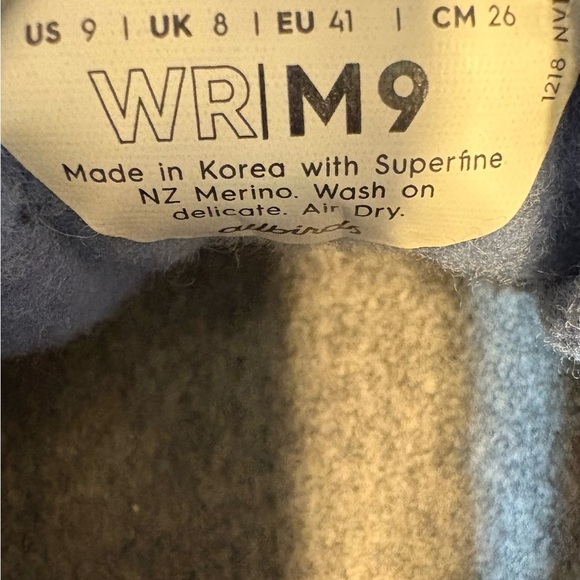 US 9 | UK 8 | EU 41 | CM 26
WR|M9
Made in Korea with Superfine
NZ Merino. Wash on
delicate. Air Dry.
allbirds
1218